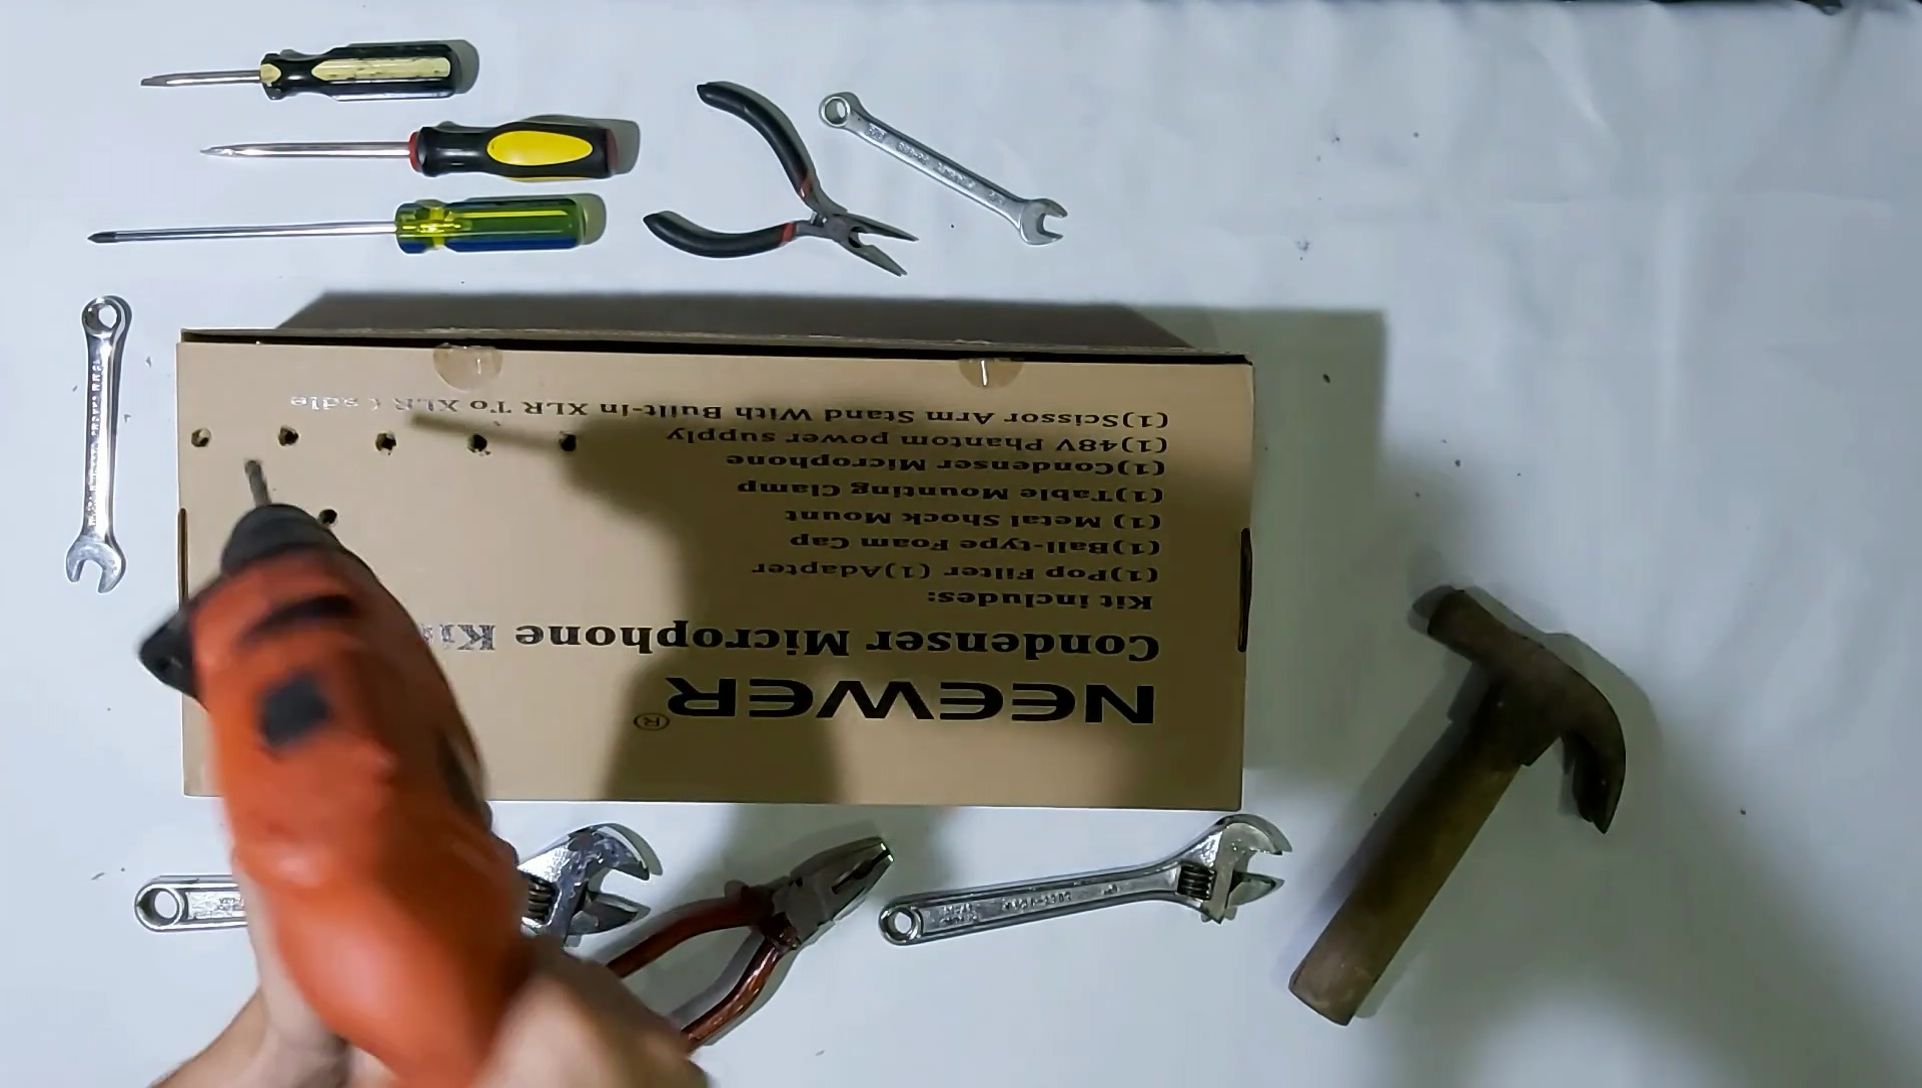 NEEWER®
Condenser Microphone Kit
Kit includes:
(1)Pop Filter (1)Adapter
(1)Ball-type Foam Cap
(1) Metal Shock Mount
(1)Table Mounting Clamp
(1)Condenser Microphone
(1)48V Phantom power supply
(1)Scissor Arm Stand With Built-in XLR To XLR Cable